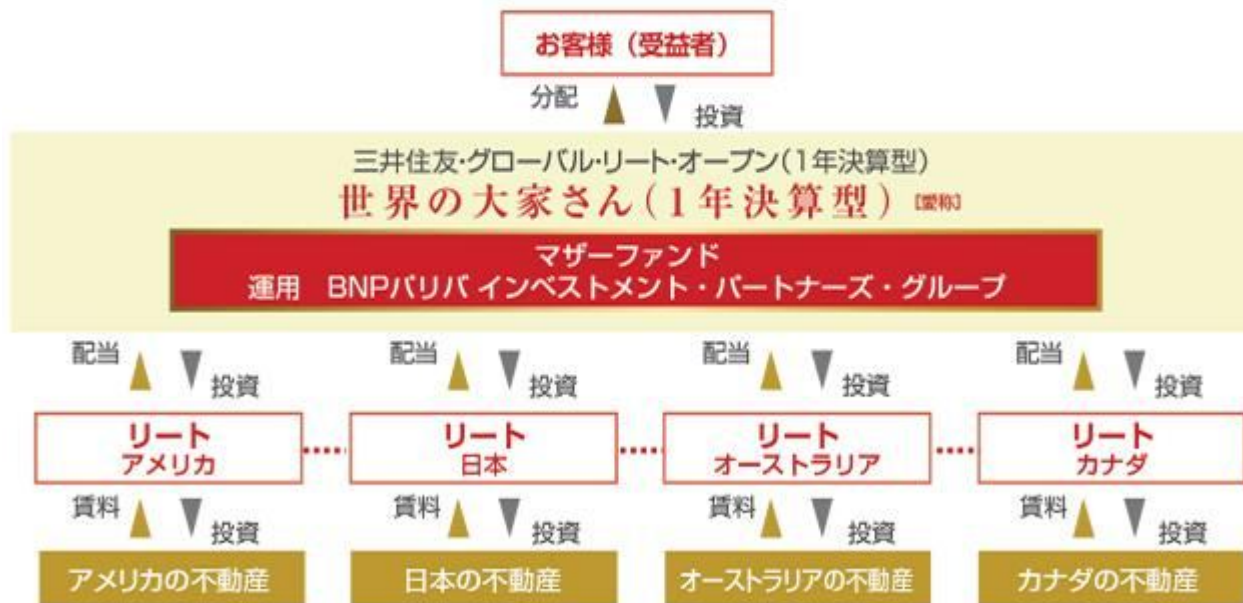 お客様（受益者）
分配
投資
三井住友・グローバル・リート・オープン(1年決算型)
世界の大家さん(1年決算型) [愛称]
マザーファンド
運用 BNPパリバ インベストメント・パートナーズ・グループ
配当 投資 配当 投資 配当 投資 配当 投資
リート リート リート リート
アメリカ 日本 オーストラリア カナダ
賃料 投資 賃料 投資 賃料 投資 賃料 投資
アメリカの不動産 日本の不動産 オーストラリアの不動産 カナダの不動産